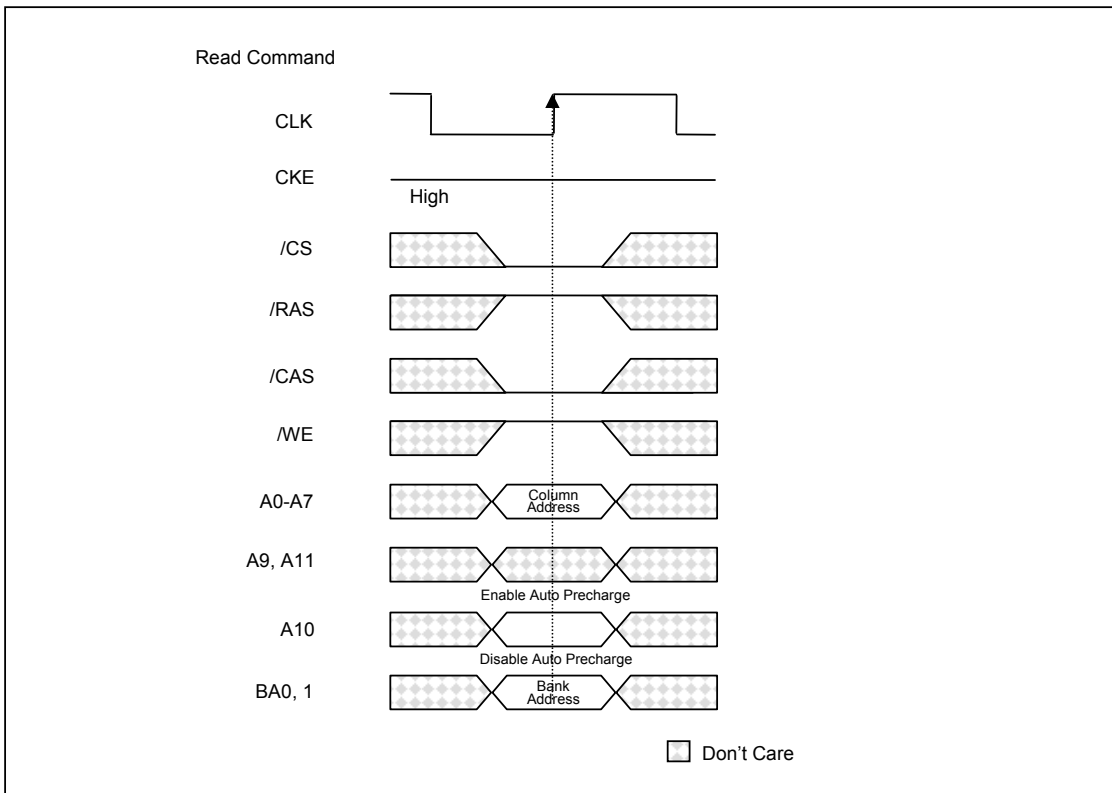 Read Command
CLK
CKE
High
/CS
/RAS
/CAS
/WE
A0-A7
Column
Address
A9, A11
Enable Auto Precharge
A10
Disable Auto Precharge
BA0, 1
Bank
Address
Don't Care